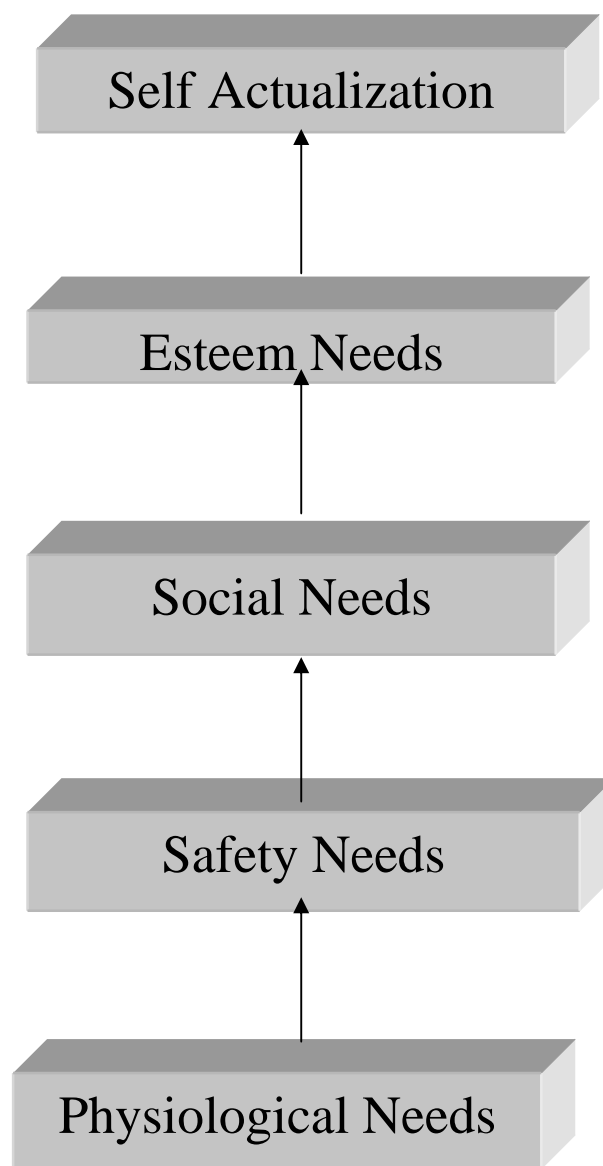 Self Actualization
Esteem Needs
Social Needs
Safety Needs
Physiological Needs